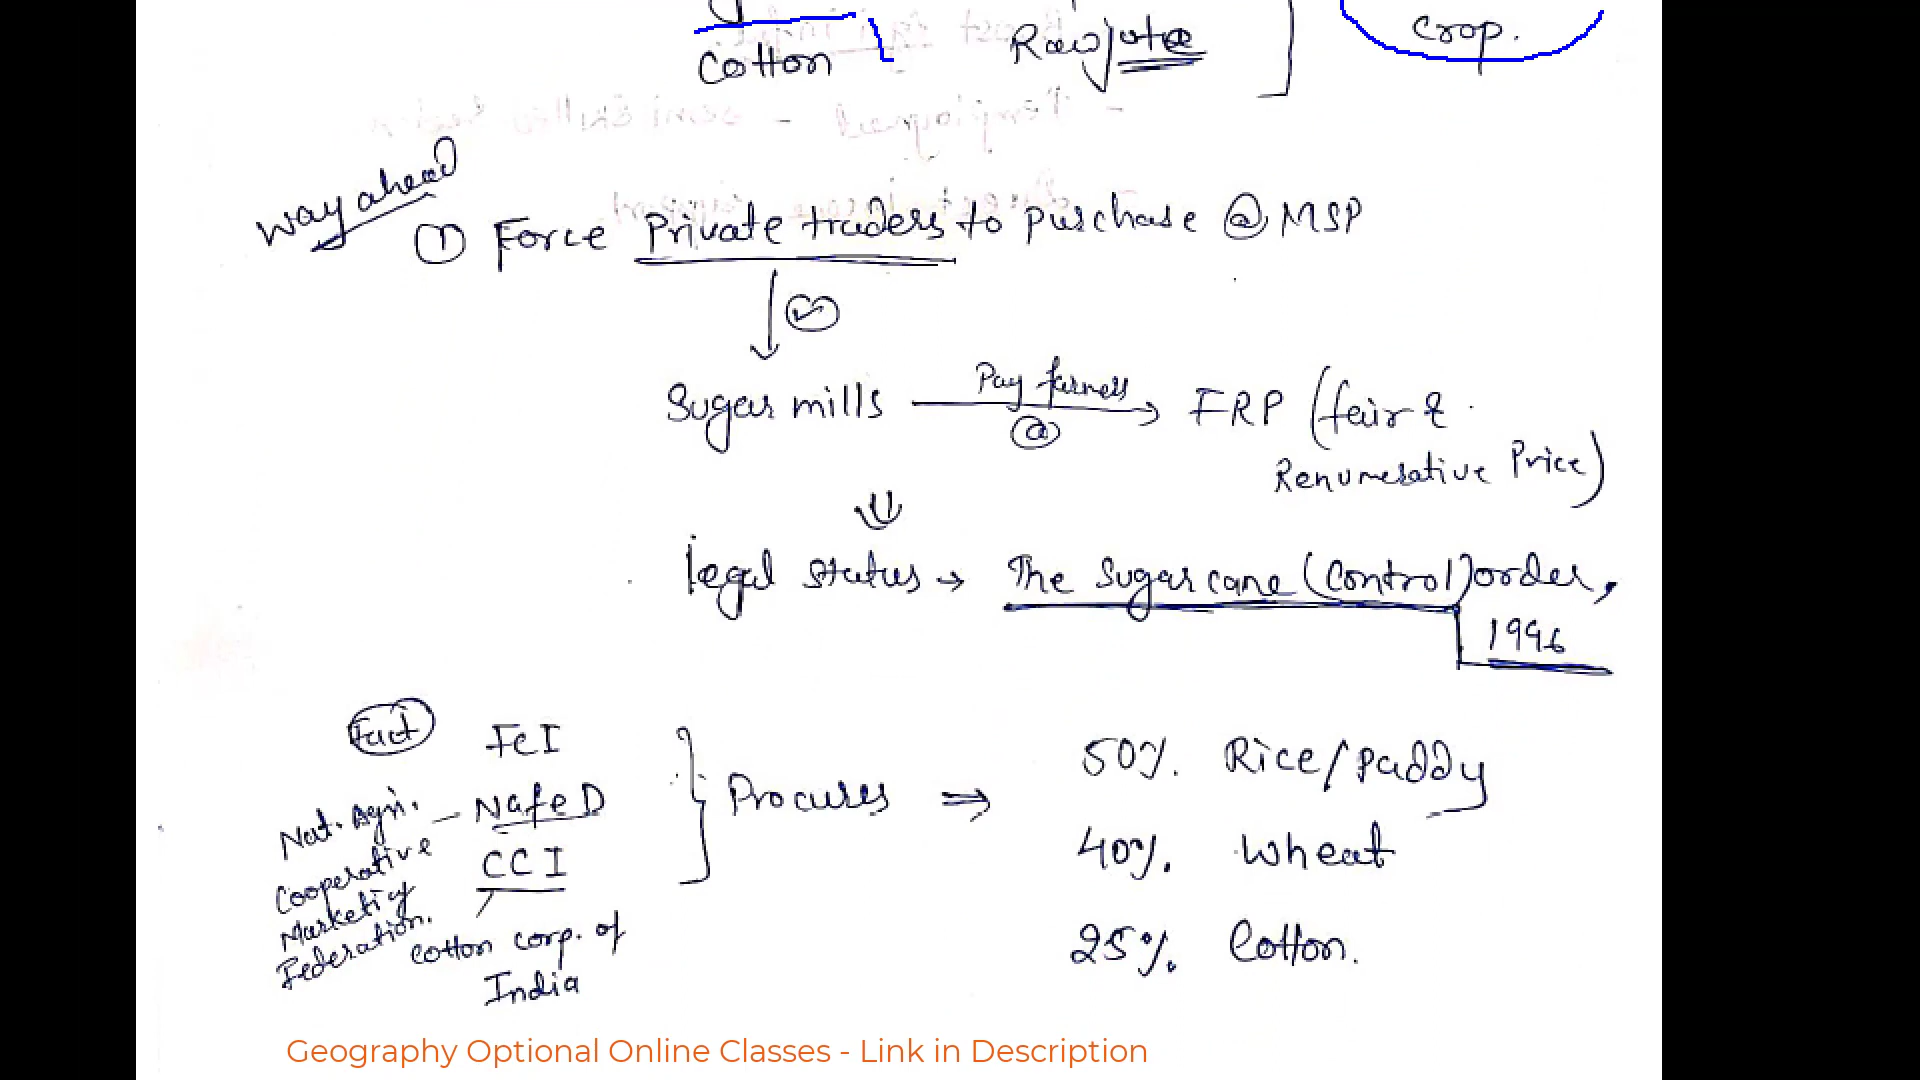 Cotton
Raw jute
crop.
way ahead
① Force Private traders to purchase @ MSP
Sugar mills
Pay farmers
@
FRP (fair &
Renumerative Price)
legal status → The Sugarcane (Control) order,
1996
Fact
FCI
NafeD
CCI
Nat. Agri.
Cooperative
Marketing
Federation.
Cotton corp. of
India
Procures ⇒
50% Rice/paddy
40% Wheat
25% Cotton.
Geography Optional Online Classes - Link in Description